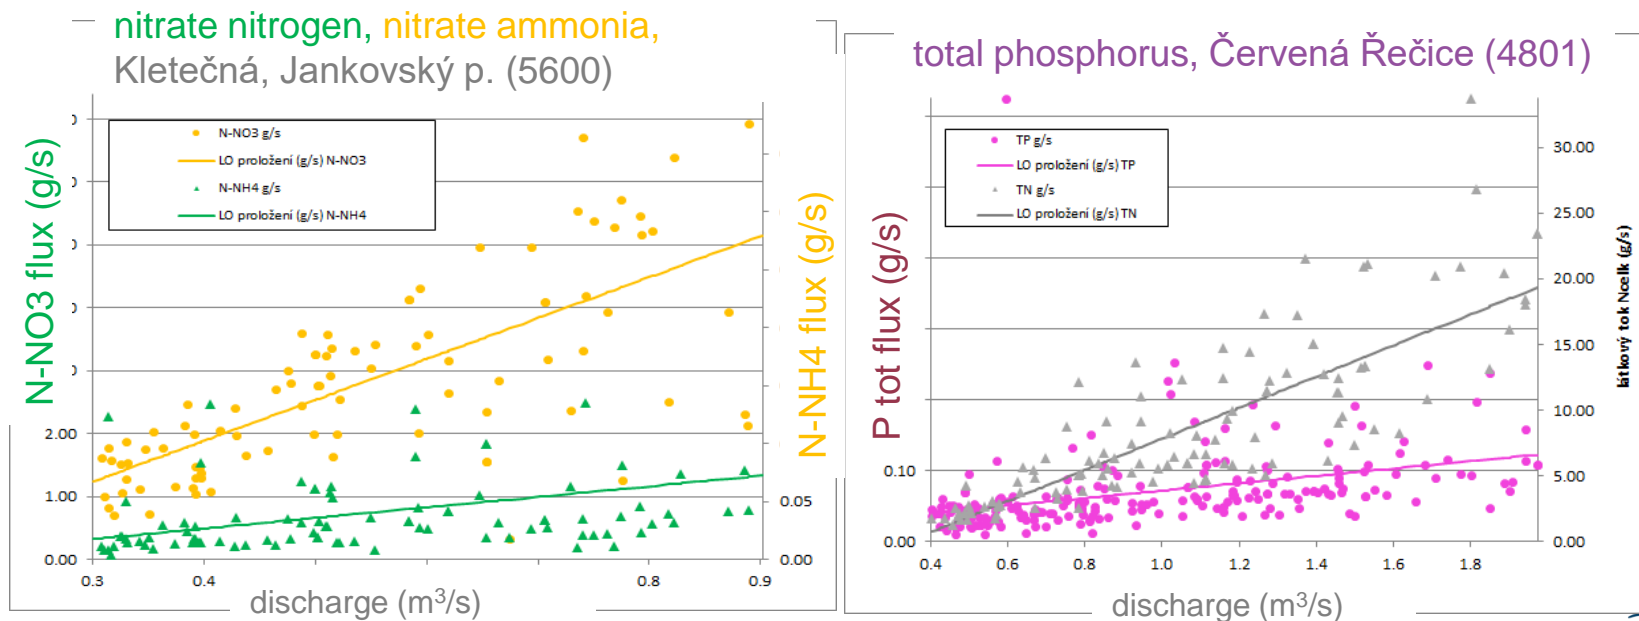 nitrate nitrogen, nitrate ammonia,
Kletečná, Jankovský p. (5600)
N-NO3 flux (g/s)
N-NO3 g/s
LO proložení (g/s) N-NO3
N-NH4 g/s
LO proložení (g/s) N-NH4
2.00
1.00
0.00
0.3
0.4
0.8
0.9
0.05
0.00
N-NH4 flux (g/s)
discharge (m³/s)
total phosphorus, Červená Řečice (4801)
P tot flux (g/s)
TP g/s
LO proložení (g/s) TP
TN g/s
LO proložení (g/s) TN
0.10
0.00
0.4
0.6
0.8
1.0
1.2
1.4
1.6
1.8
30.00
25.00
20.00
15.00
10.00
5.00
0.00
látkový tok Ncelk (g/s)
discharge (m³/s)